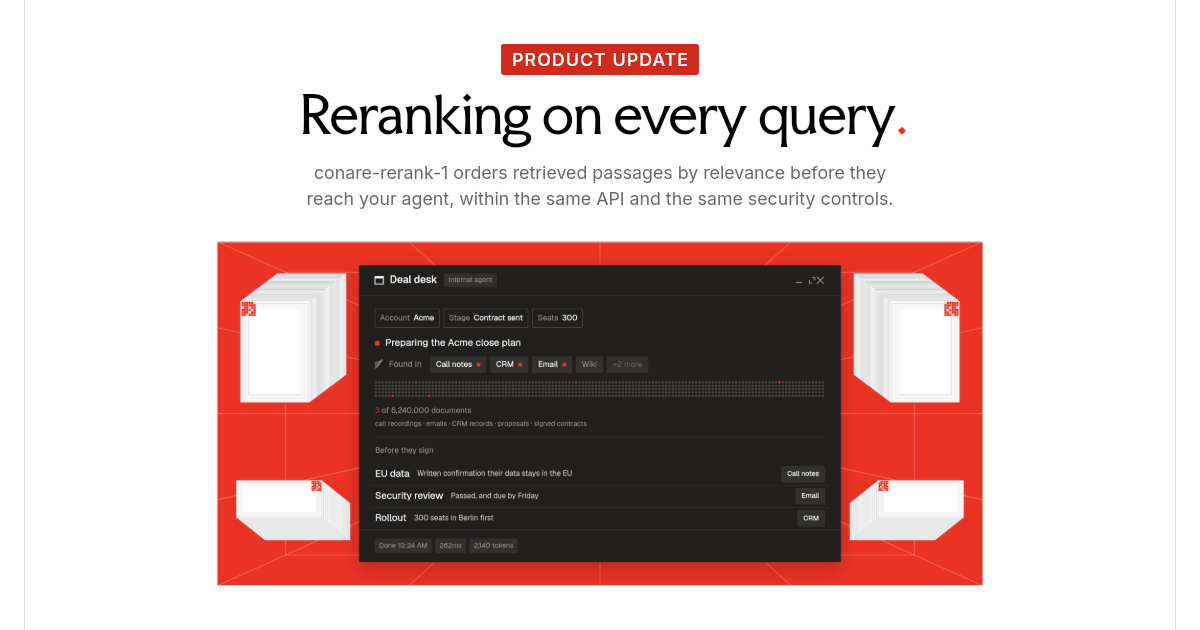 PRODUCT UPDATE
Reranking on every query.
conare-rerank-1 orders retrieved passages by relevance before they
reach your agent, within the same API and the same security controls.
Deal desk Internal agent
Account Acme Stage Contract sent Seats 300
Preparing the Acme close plan
Found in Call notes CRM Email Wiki +2 more
3 of 6,240,000 documents
call recordings · emails · CRM records · proposals · signed contracts
Before they sign
EU data Written confirmation their data stays in the EU Call notes
Security review Passed, and due by Friday Email
Rollout 300 seats in Berlin first CRM
Done 10:24 AM 262ms 2,140 tokens